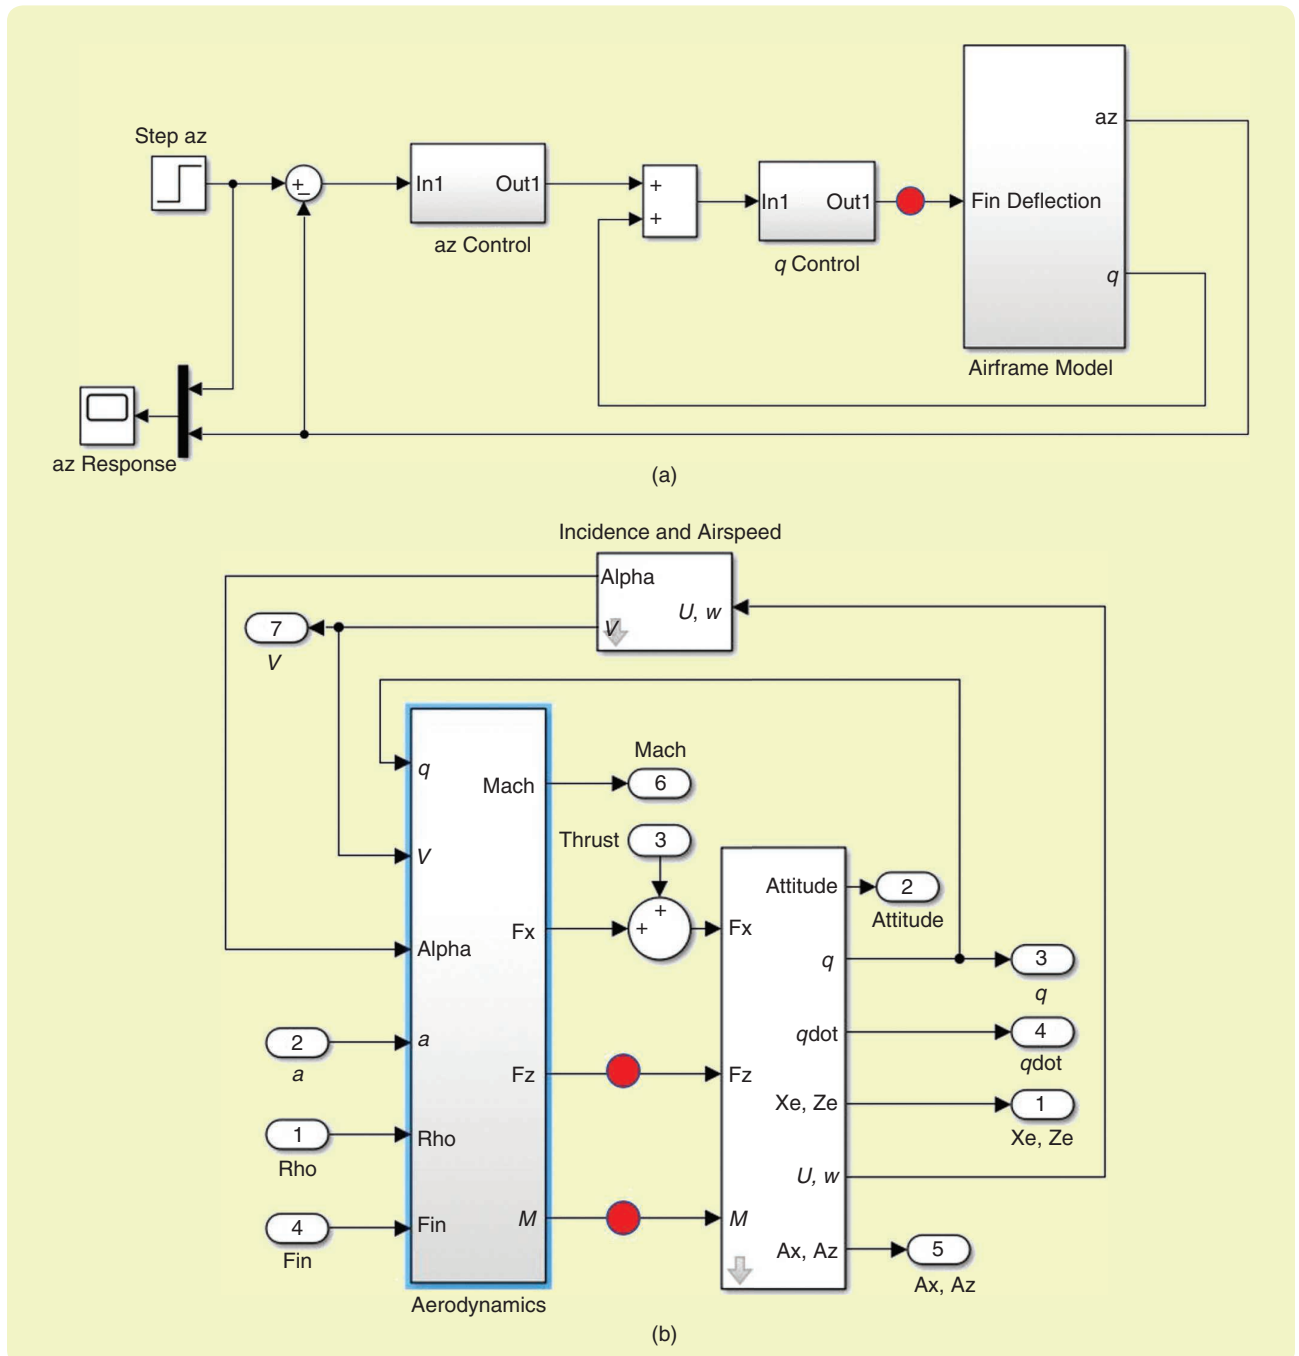 Step az
az
+
−
In1 Out1
+
+
In1 Out1
Fin Deflection
az Control
q Control
q
Airframe Model
az Response
(a)
Incidence and Airspeed
Alpha
U, w
V
7
V
q
Mach
Mach
6
Thrust
3
V
Attitude
2
Attitude
Fx
+
+
Fx
Alpha
q
3
q
2
a
a
qdot
4
qdot
Fz
Fz
Xe, Ze
1
Xe, Ze
1
Rho
Rho
U, w
4
Fin
Fin
M
M
Ax, Az
5
Ax, Az
Aerodynamics
(b)